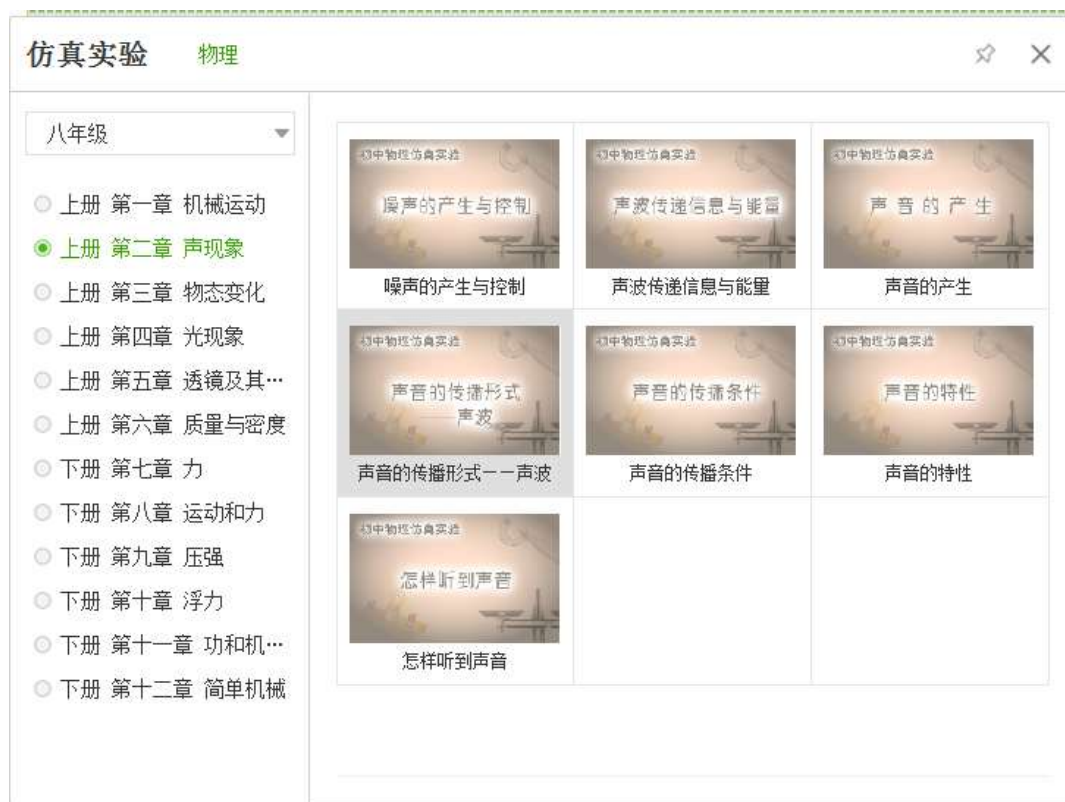 仿真实验
物理
八年级
上册 第一章 机械运动
上册 第二章 声现象
上册 第三章 物态变化
上册 第四章 光现象
上册 第五章 透镜及其…
上册 第六章 质量与密度
下册 第七章 力
下册 第八章 运动和力
下册 第九章 压强
下册 第十章 浮力
下册 第十一章 功和机…
下册 第十二章 简单机械
初中物理仿真实验
噪声的产生与控制
噪声的产生与控制
初中物理仿真实验
声波传递信息与能量
声波传递信息与能量
初中物理仿真实验
声音的产生
声音的产生
初中物理仿真实验
声音的传播形式
——声波
声音的传播形式——声波
初中物理仿真实验
声音的传播条件
声音的传播条件
初中物理仿真实验
声音的特性
声音的特性
初中物理仿真实验
怎样听到声音
怎样听到声音